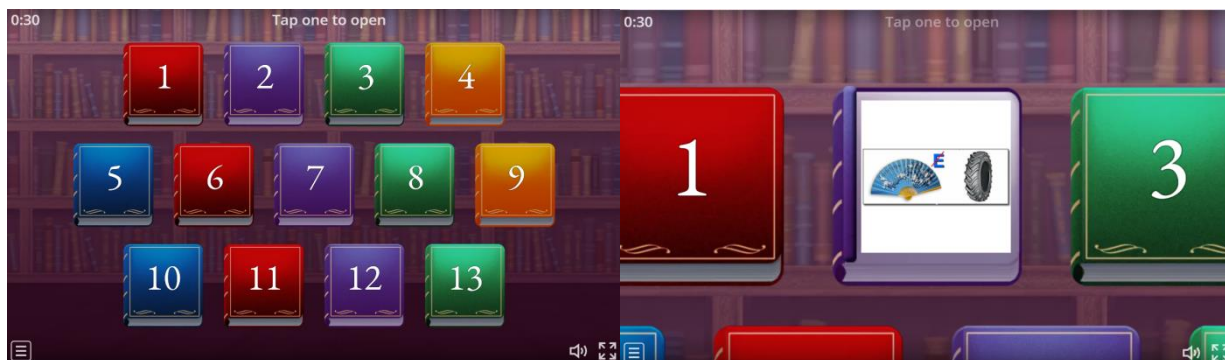 0:30 Tap one to open
1 2 3 4
5 6 7 8 9
10 11 12 13
0:30 Tap one to open
1 E 3